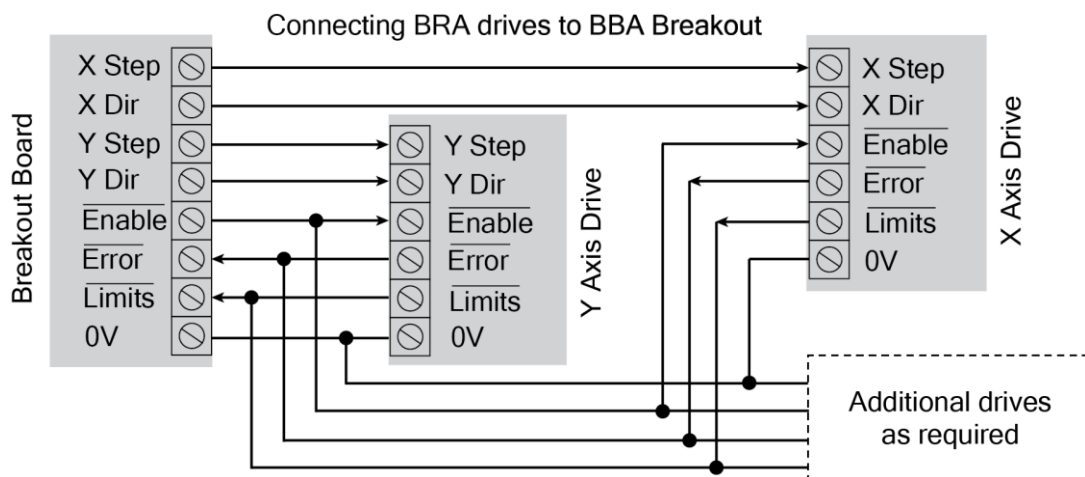 Connecting BRA drives to BBA Breakout
Breakout Board
X Step
X Dir
Y Step
Y Dir
Enable
Error
Limits
0V
Y Step
Y Dir
Enable
Error
Limits
0V
Y Axis Drive
X Step
X Dir
Enable
Error
Limits
0V
X Axis Drive
Additional drives
as required